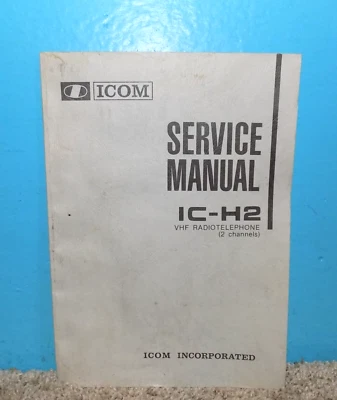 ICOM
SERVICE
MANUAL
IC-H2
VHF RADIOTELEPHONE
(2 channels)
ICOM INCORPORATED